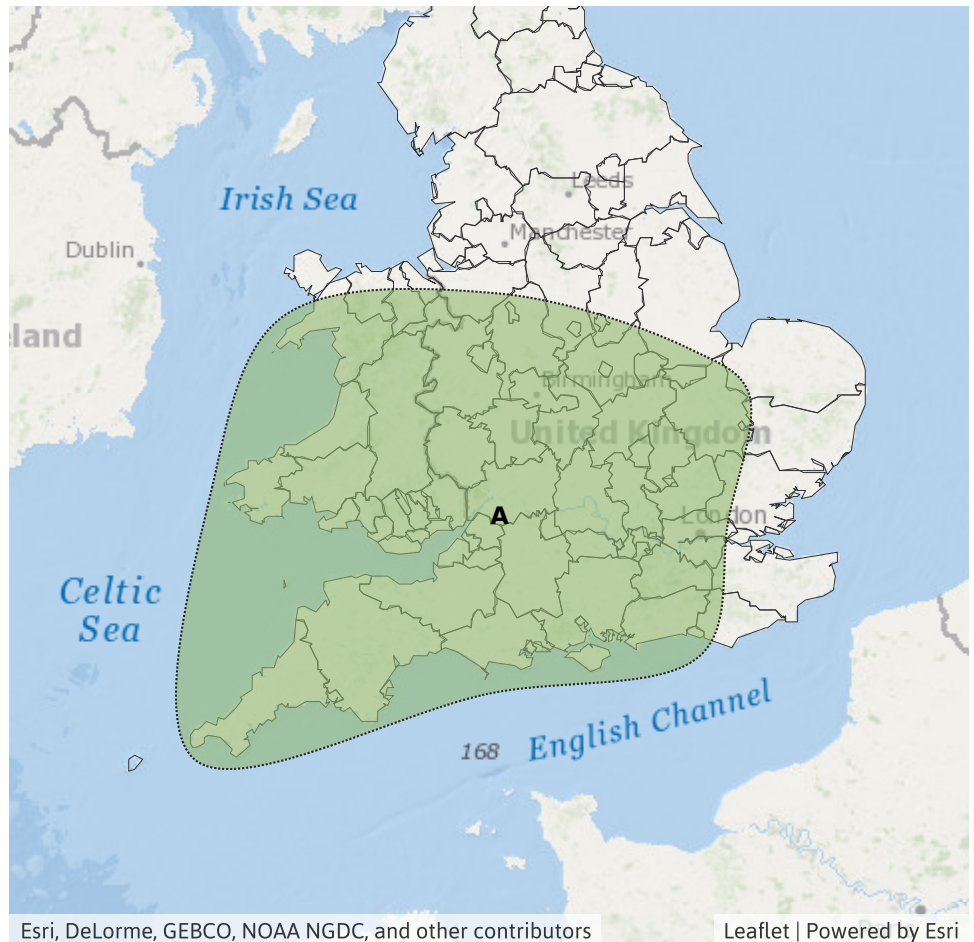 Leeds
Irish Sea
Manchester
Dublin
land
Birmingham
United Kingdom
A
London
Celtic
Sea
English Channel
168
Esri, DeLorme, GEBCO, NOAA NGDC, and other contributors
Leaflet | Powered by Esri